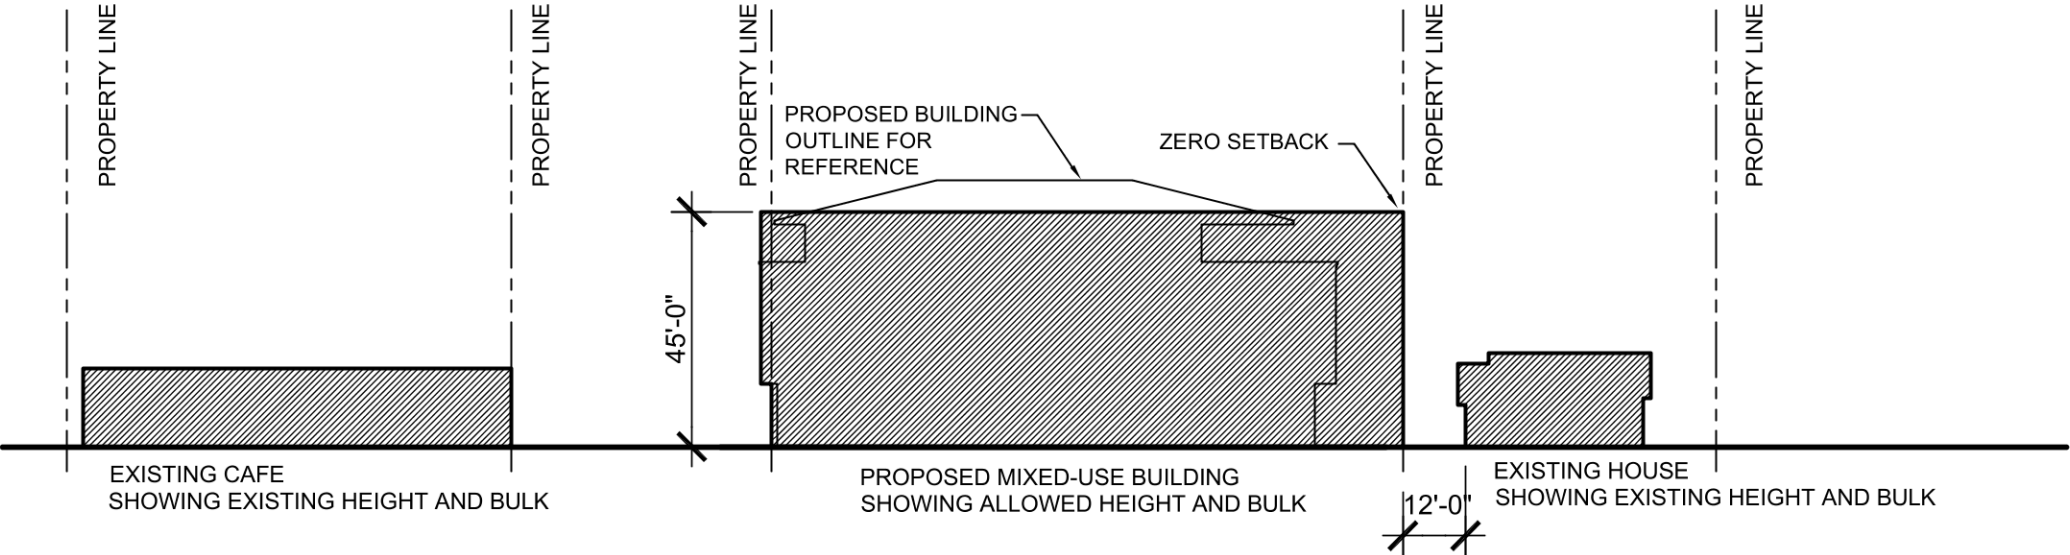 PROPERTY LINE
PROPERTY LINE
PROPERTY LINE
PROPERTY LINE
PROPERTY LINE
PROPOSED BUILDING
OUTLINE FOR
REFERENCE
ZERO SETBACK
45'-0"
EXISTING CAFE
SHOWING EXISTING HEIGHT AND BULK
PROPOSED MIXED-USE BUILDING
SHOWING ALLOWED HEIGHT AND BULK
12'-0"
EXISTING HOUSE
SHOWING EXISTING HEIGHT AND BULK